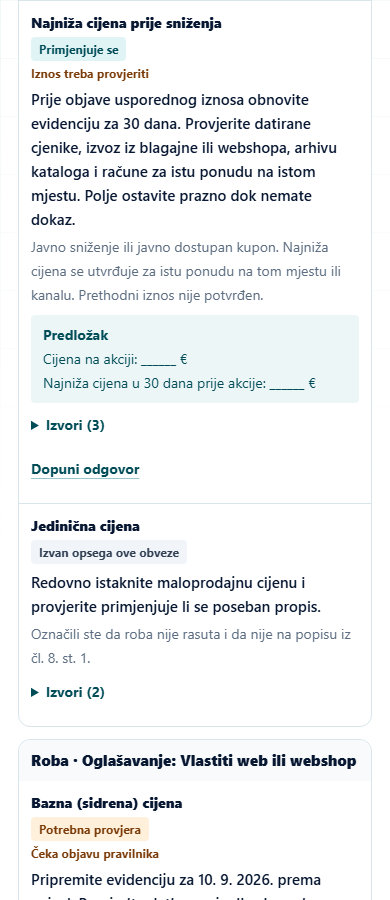 Najniža cijena prije sniženja
Primjenjuje se
Iznos treba provjeriti
Prije objave usporednog iznosa obnovite
evidenciju za 30 dana. Provjerite datirane
cjenike, izvoz iz blagajne ili webshopa, arhivu
kataloga i račune za istu ponudu na istom
mjestu. Polje ostavite prazno dok nemate
dokaz.
Javno sniženje ili javno dostupan kupon. Najniža
cijena se utvrđuje za istu ponudu na tom mjestu ili
kanalu. Prethodni iznos nije potvrđen.
Predložak
Cijena na akciji: ______ €
Najniža cijena u 30 dana prije akcije: ______ €
▶ Izvori (3)
Dopuni odgovor
Jedinična cijena
Izvan opsega ove obveze
Redovno istaknite maloprodajnu cijenu i
provjerite primjenjuje li se poseban propis.
Označili ste da roba nije rasuta i da nije na popisu iz
čl. 8. st. 1.
▶ Izvori (2)
Roba · Oglašavanje: Vlastiti web ili webshop
Bazna (sidrena) cijena
Potrebna provjera
Čeka objavu pravilnika
Pripremite evidenciju za 10. 9. 2026. prema